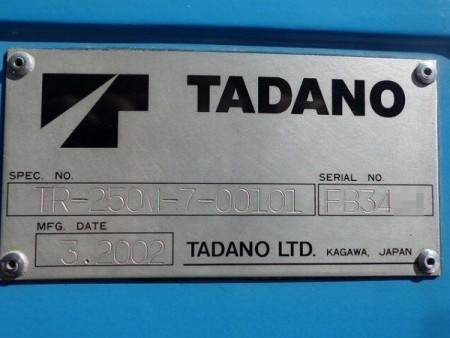 TADANO
SPEC. NO. SERIAL NO.
TR-250M-7-00101 FB34
MFG. DATE
3.2002 TADANO LTD. KAGAWA, JAPAN